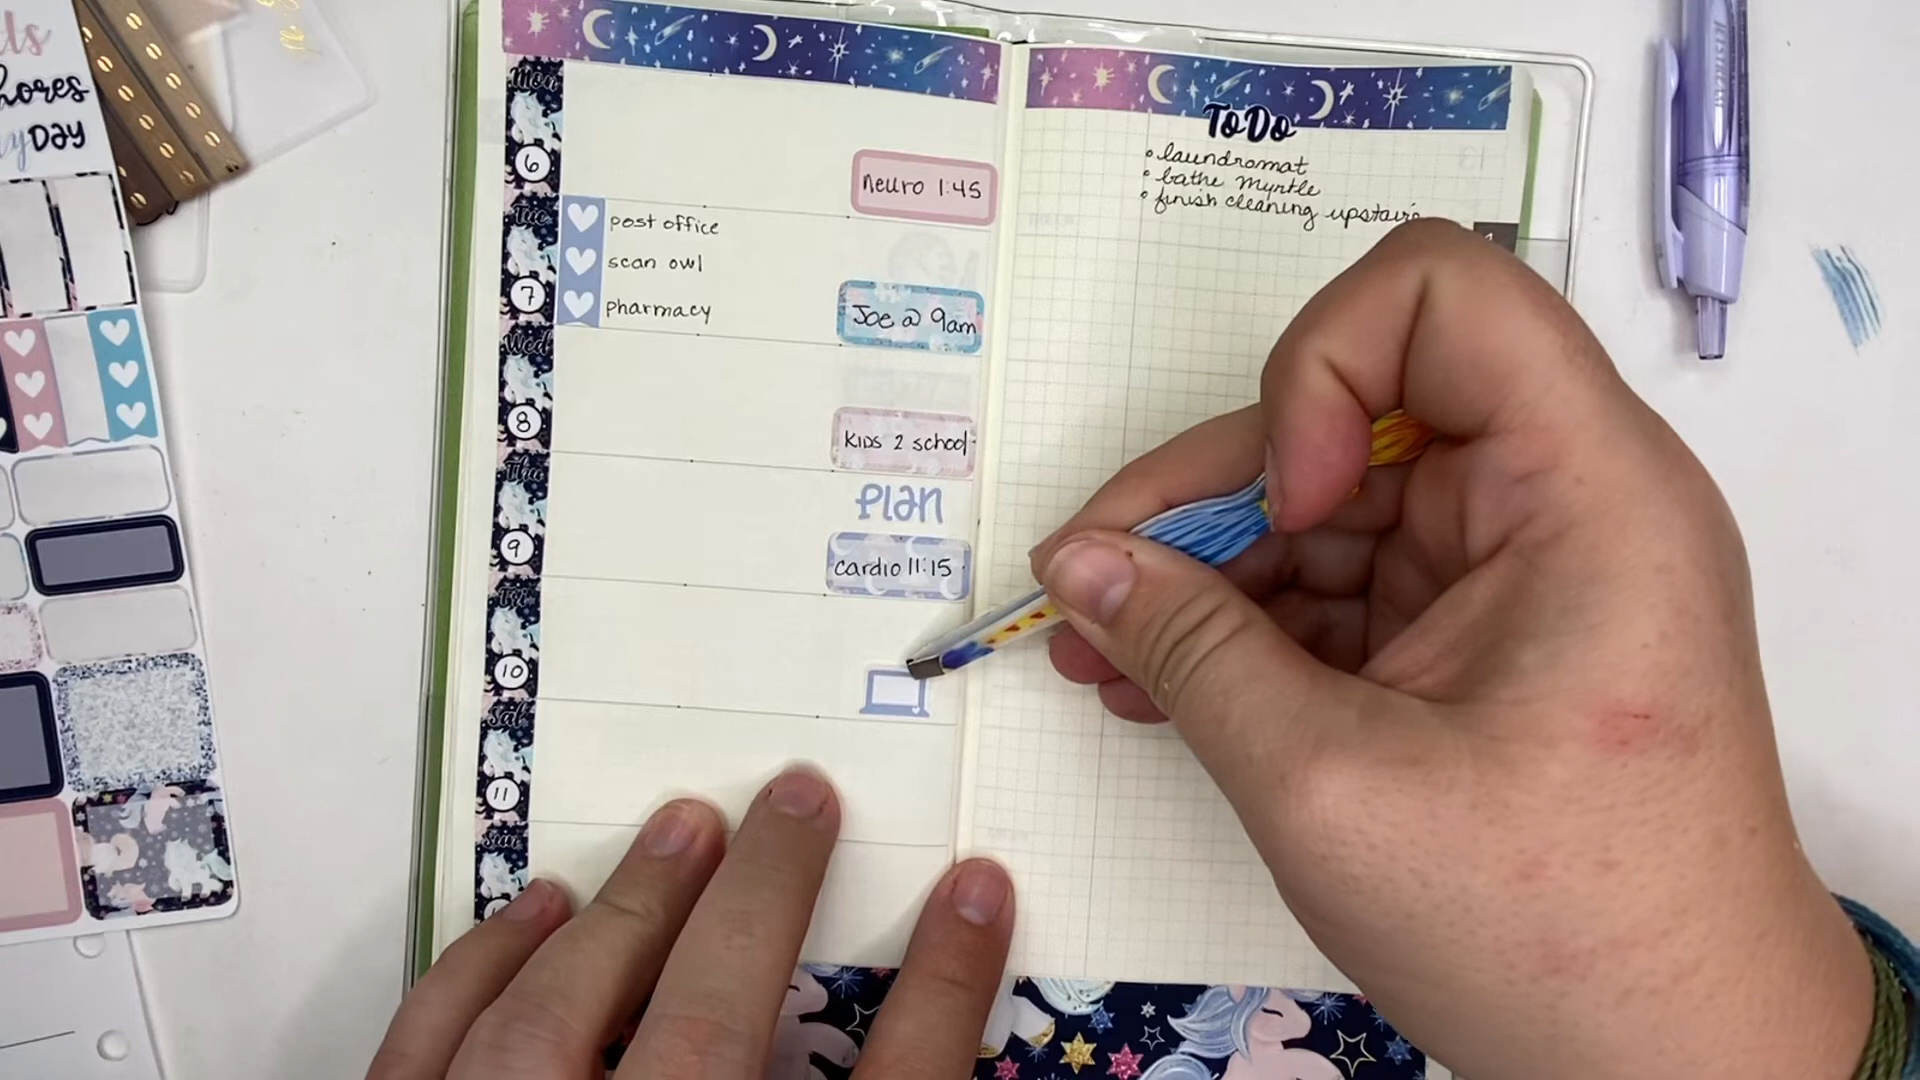 Mon
6
neuro 1:45
Tue
post office
scan owl
7
pharmacy
Joe @ 9am
Wed
8
KIDS 2 school
Thu
Plan
9
cardio 11:15
Fri
10
Sat
11
Sun
ToDo
• laundromat
• bathe Myrtle
• finish cleaning upstairs
DAY